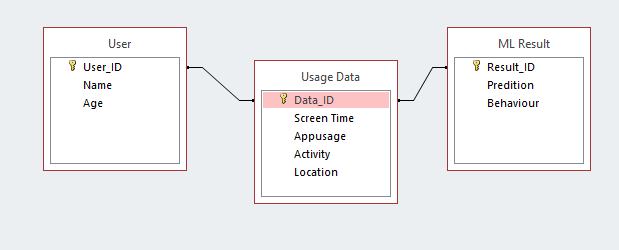 User
User_ID
Name
Age
Usage Data
Data_ID
Screen Time
Appusage
Activity
Location
ML Result
Result_ID
Predition
Behaviour